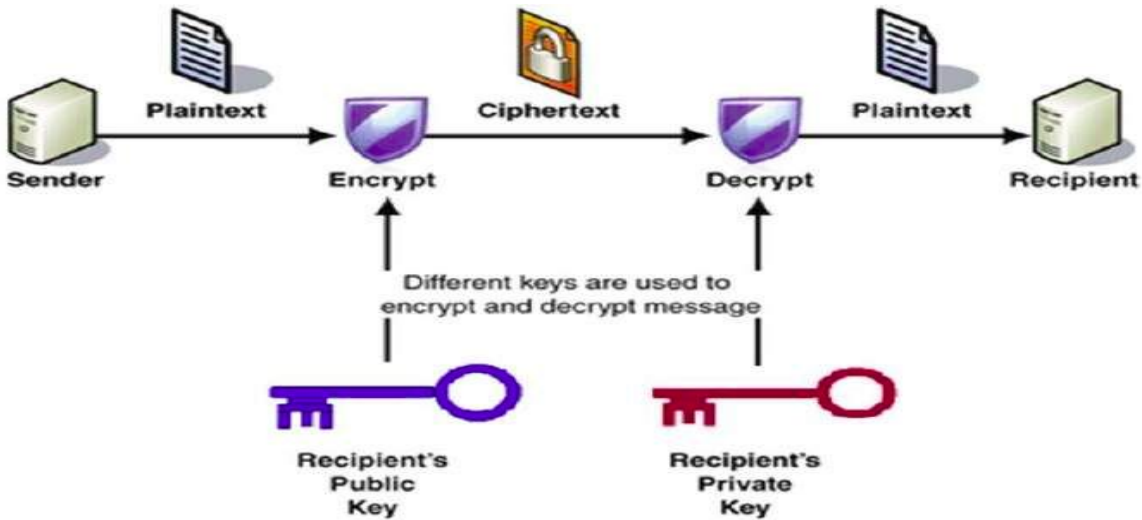 Plaintext
Ciphertext
Plaintext
Sender
Encrypt
Decrypt
Recipient
Different keys are used to
encrypt and decrypt message
Recipient's
Public
Key
Recipient's
Private
Key